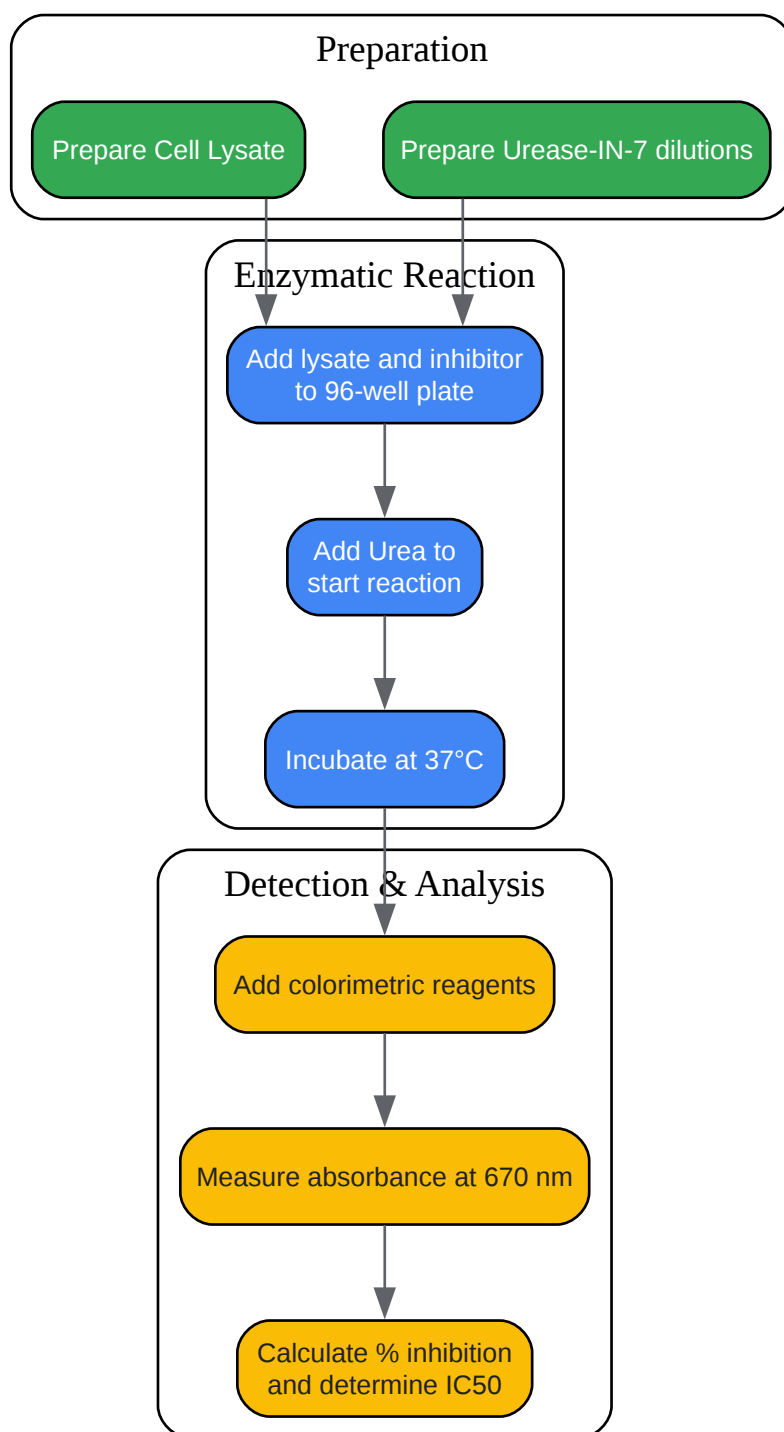 Preparation
Prepare Cell Lysate
Prepare Urease-IN-7 dilutions
Enzymatic Reaction
Add lysate and inhibitor
to 96-well plate
Add Urea to
start reaction
Incubate at 37°C
Detection & Analysis
Add colorimetric reagents
Measure absorbance at 670 nm
Calculate % inhibition
and determine IC50